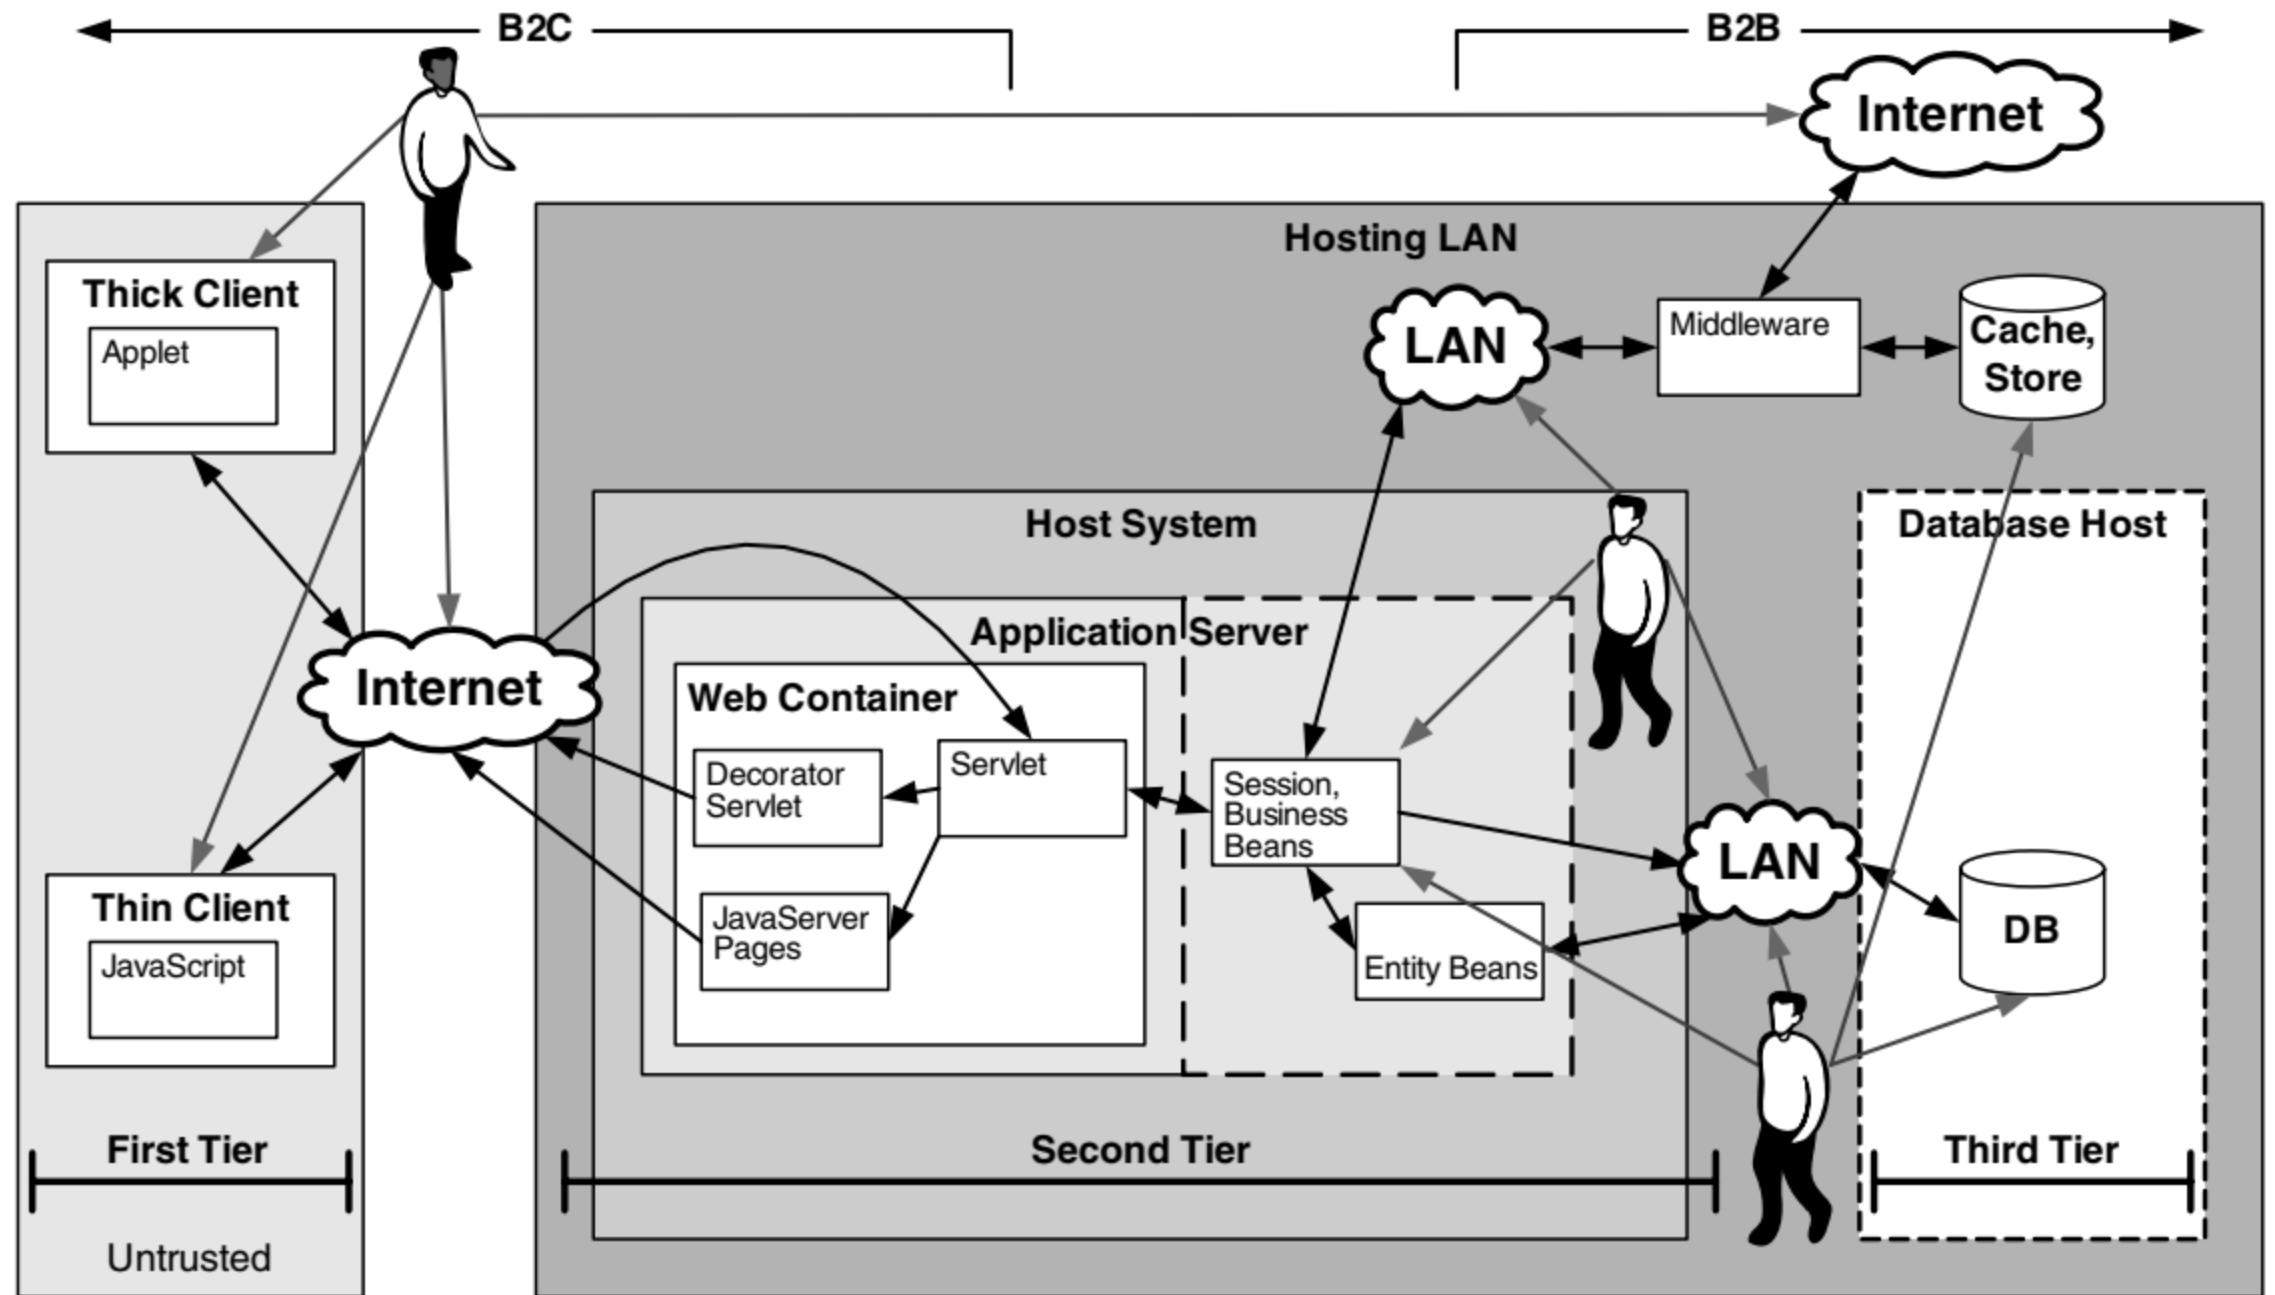 B2C
B2B
Internet
Hosting LAN
Thick Client
Applet
LAN
Middleware
Cache,
Store
Host System
Database Host
Application Server
Internet
Web Container
Decorator
Servlet
Servlet
Session,
Business
Beans
LAN
Thin Client
JavaScript
JavaServer
Pages
Entity Beans
DB
First Tier
Second Tier
Third Tier
Untrusted